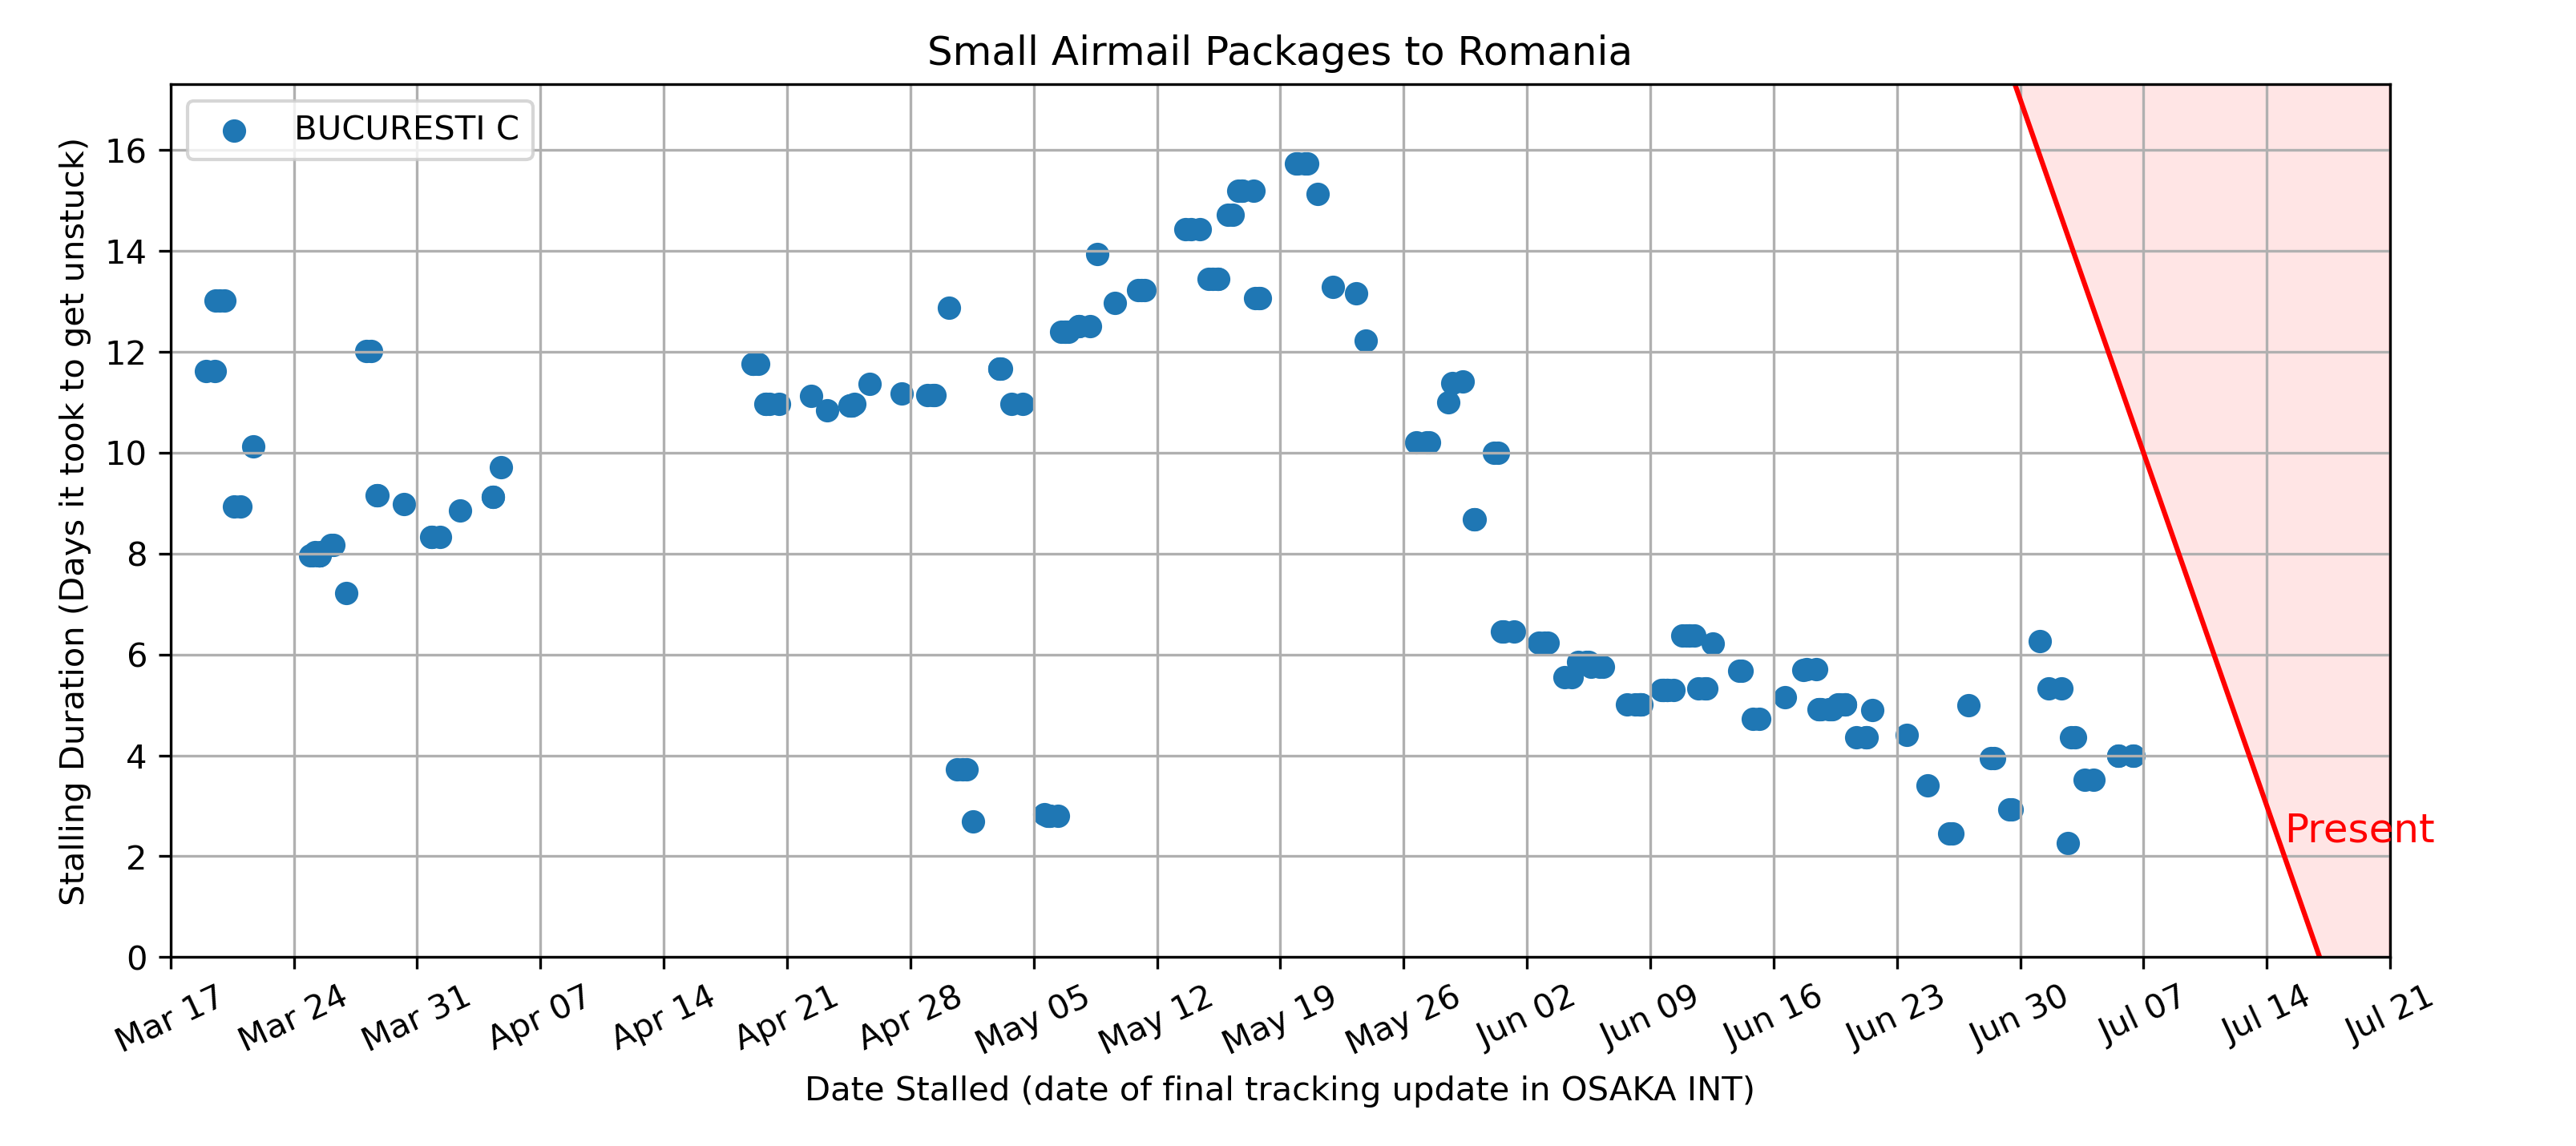 Small Airmail Packages to Romania
BUCURESTI C
Stalling Duration (Days it took to get unstuck)
16
14
12
10
8
6
4
2
0
Present
Mar 17
Mar 24
Mar 31
Apr 07
Apr 14
Apr 21
Apr 28
May 05
May 12
May 19
May 26
Jun 02
Jun 09
Jun 16
Jun 23
Jun 30
Jul 07
Jul 14
Jul 21
Date Stalled (date of final tracking update in OSAKA INT)